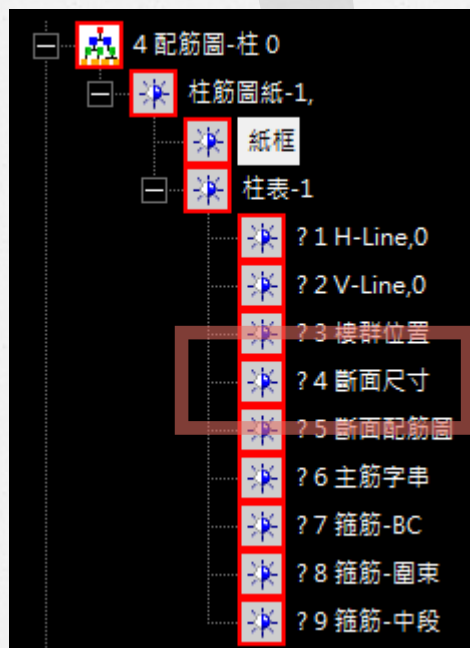 4 配筋圖-柱 0
柱筋圖紙-1,
紙框
柱表-1
? 1 H-Line,0
? 2 V-Line,0
? 3 樓群位置
? 4 斷面尺寸
? 5 斷面配筋圖
? 6 主筋字串
? 7 箍筋-BC
? 8 箍筋-圍束
? 9 箍筋-中段